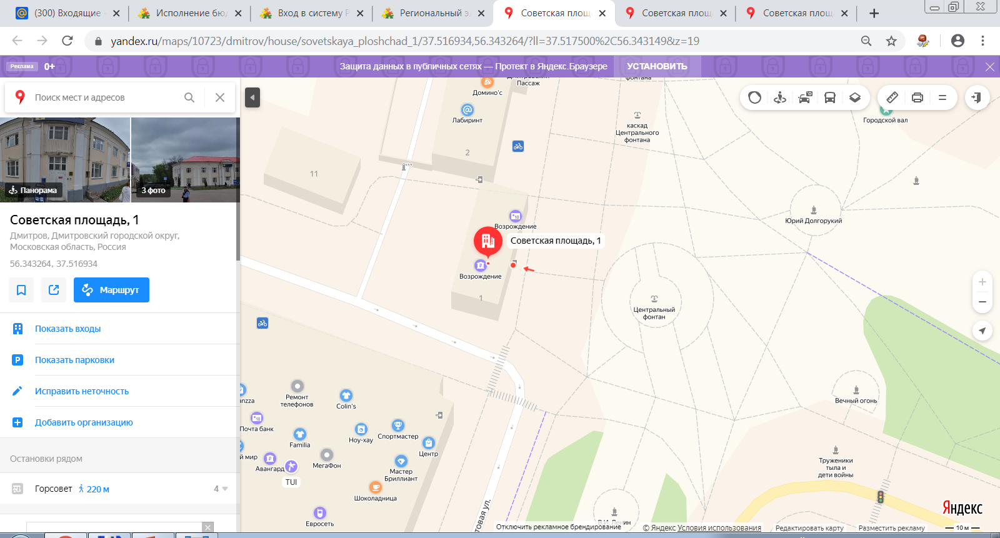 (300) Входящие
Исполнение бюд
Вход в систему Р
Региональный э
Советская площ
Советская площ
Советская площ
yandex.ru/maps/10723/dmitrov/house/sovetskaya_ploshchad_1/37.516934,56.343264/?ll=37.517500%2C56.343149&z=19
Реклама
0+
Защита данных в публичных сетях — Протект в Яндекс.Браузере
УСТАНОВИТЬ
Поиск мест и адресов
Панорама
3 фото
Советская площадь, 1
Дмитров, Дмитровский городской округ,
Московская область, Россия
56.343264, 37.516934
Маршрут
Показать входы
Показать парковки
Исправить неточность
Добавить организацию
Остановки рядом
Горсовет
220 м
4
Пассаж
Домино'с
Лабиринт
2
11
фонтана
каскад
Центрального
фонтана
Городской вал
Юрий Долгорукий
Возрождение
Советская площадь, 1
Возрождение
1
Центральный
фонтан
Вечный огонь
Труженики
тыла и
дети войны
В.И. Ленин
nzza
Ремонт
телефонов
Colin's
Почта банк
Familia
Ноу-хау
Спортмастер
Центр
й мир
Авангард
МегаФон
Мастер
Бриллиант
TUI
Шоколадница
Евросеть
товая ул.
Яндекс
Отключить рекламное брендирование
© Яндекс Условия использования
Редактировать карту
Разместить рекламу
10 м